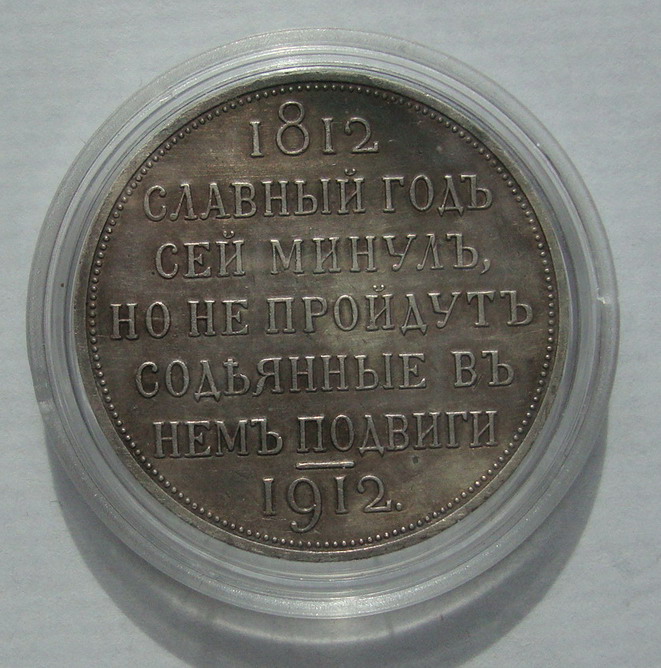 1812
СЛАВНЫЙ ГОДЪ
СЕЙ МИНУЛЪ,
НО НЕ ПРОЙДУТЪ
СОДѢЯННЫЕ ВЪ
НЕМЪ ПОДВИГИ
1912.